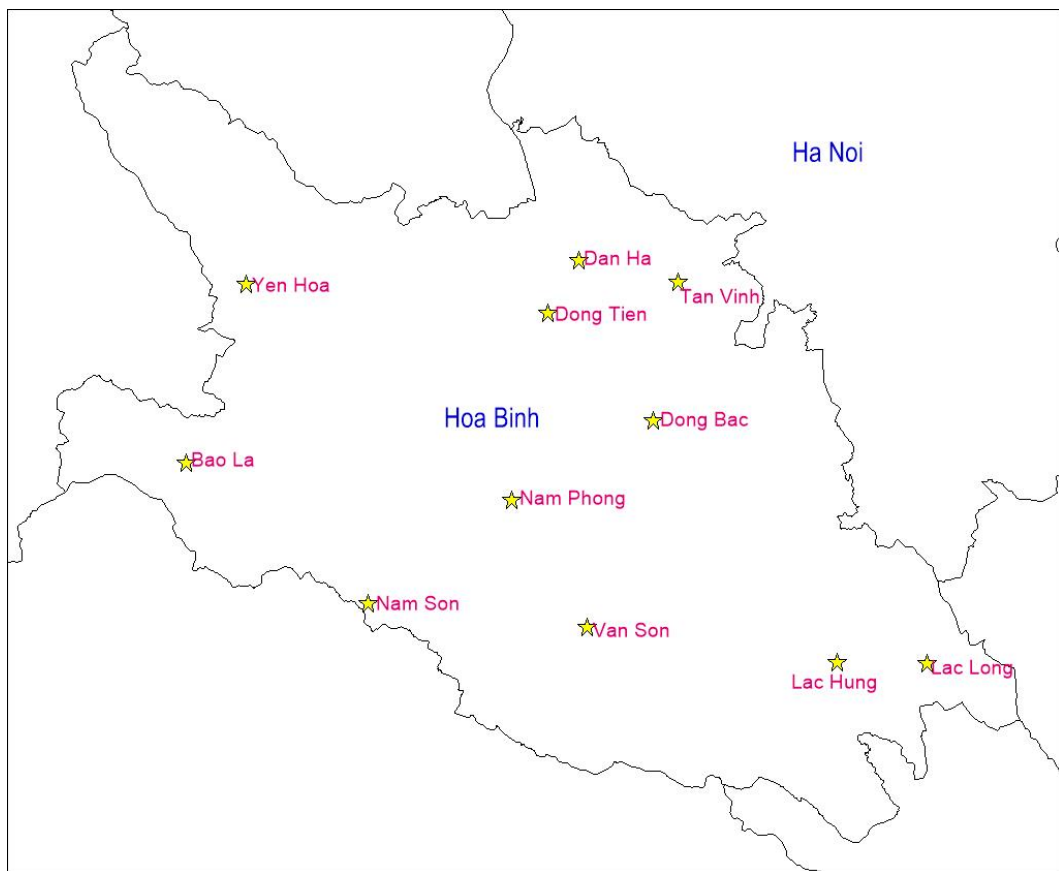 Ha Noi
Dan Ha
Yen Hoa
Tan Vinh
Dong Tien
Hoa Binh
Dong Bac
Bao La
Nam Phong
Nam Son
Van Son
Lac Long
Lac Hung